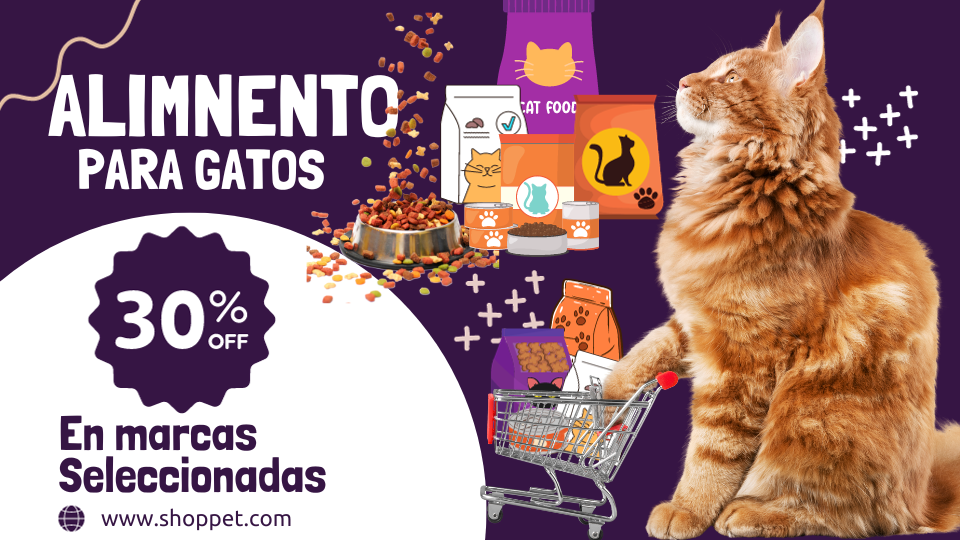 ALIMNENTO
PARA GATOS
CAT FOOD
30%
OFF
En marcas
Seleccionadas
www.shoppet.com